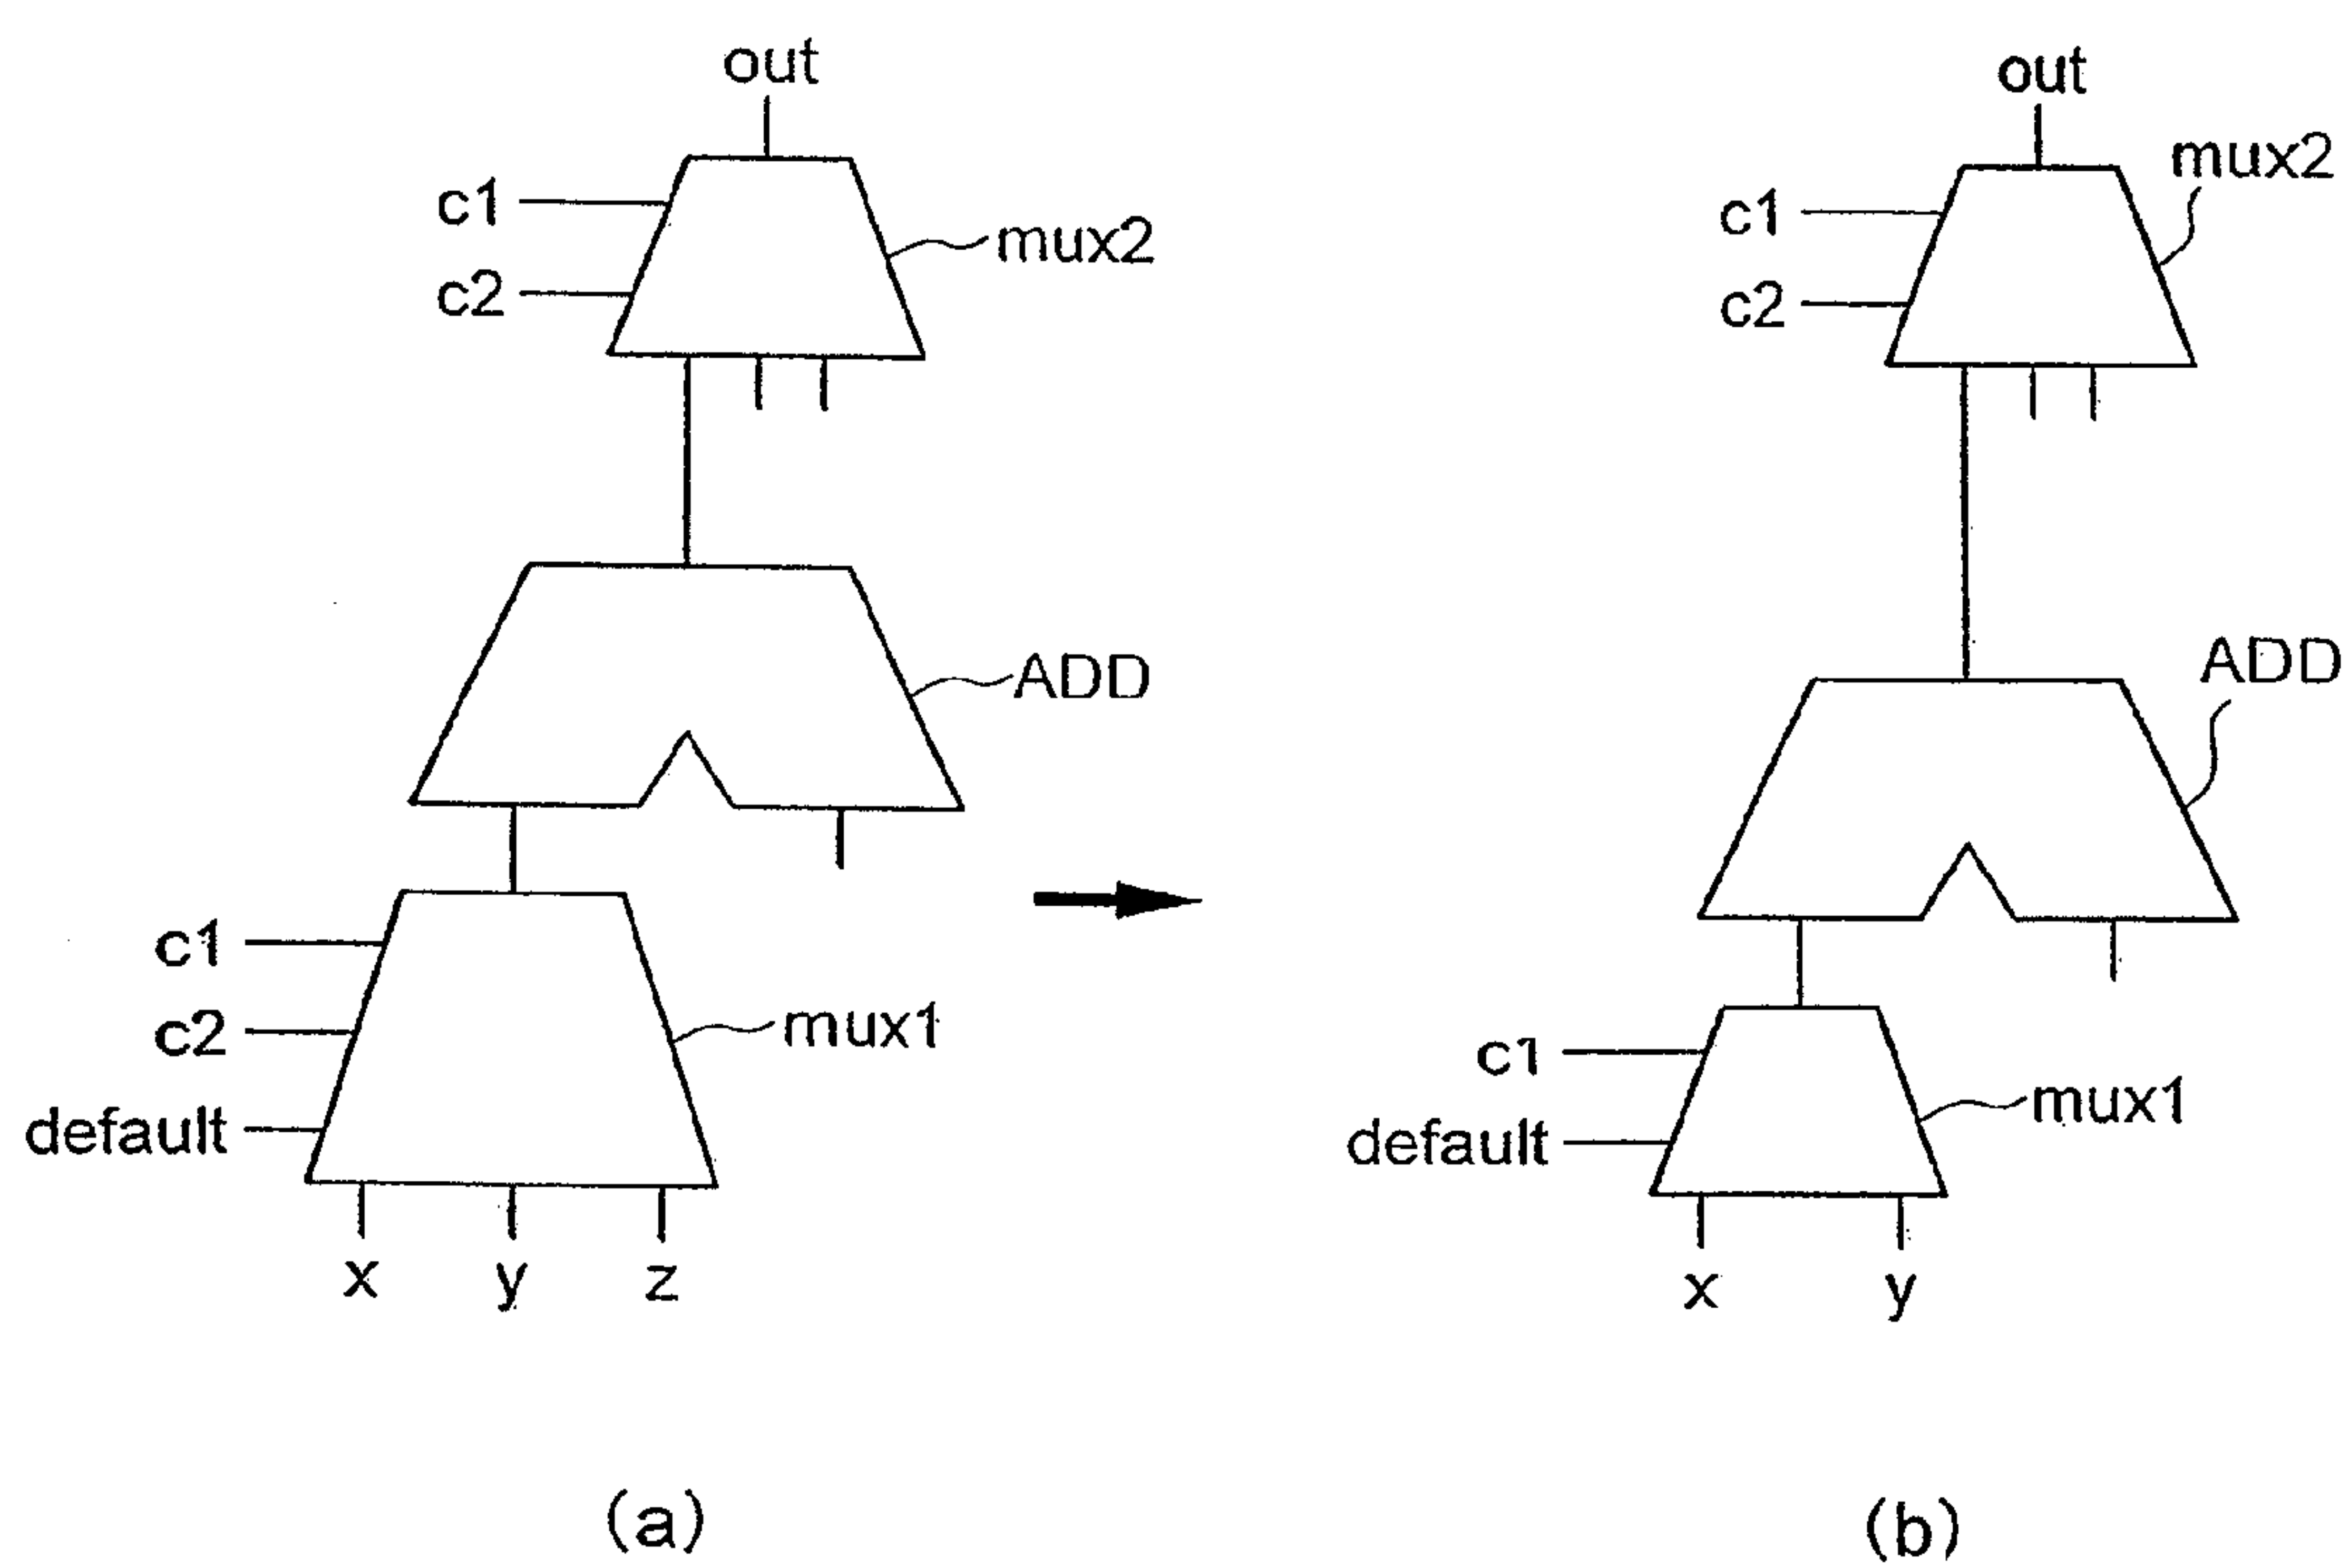 out
c1
mux2
c2
ADD
c1
c2
mux1
default
x
y
z
(a)
out
mux2
c1
c2
ADD
c1
mux1
default
x
y
(b)